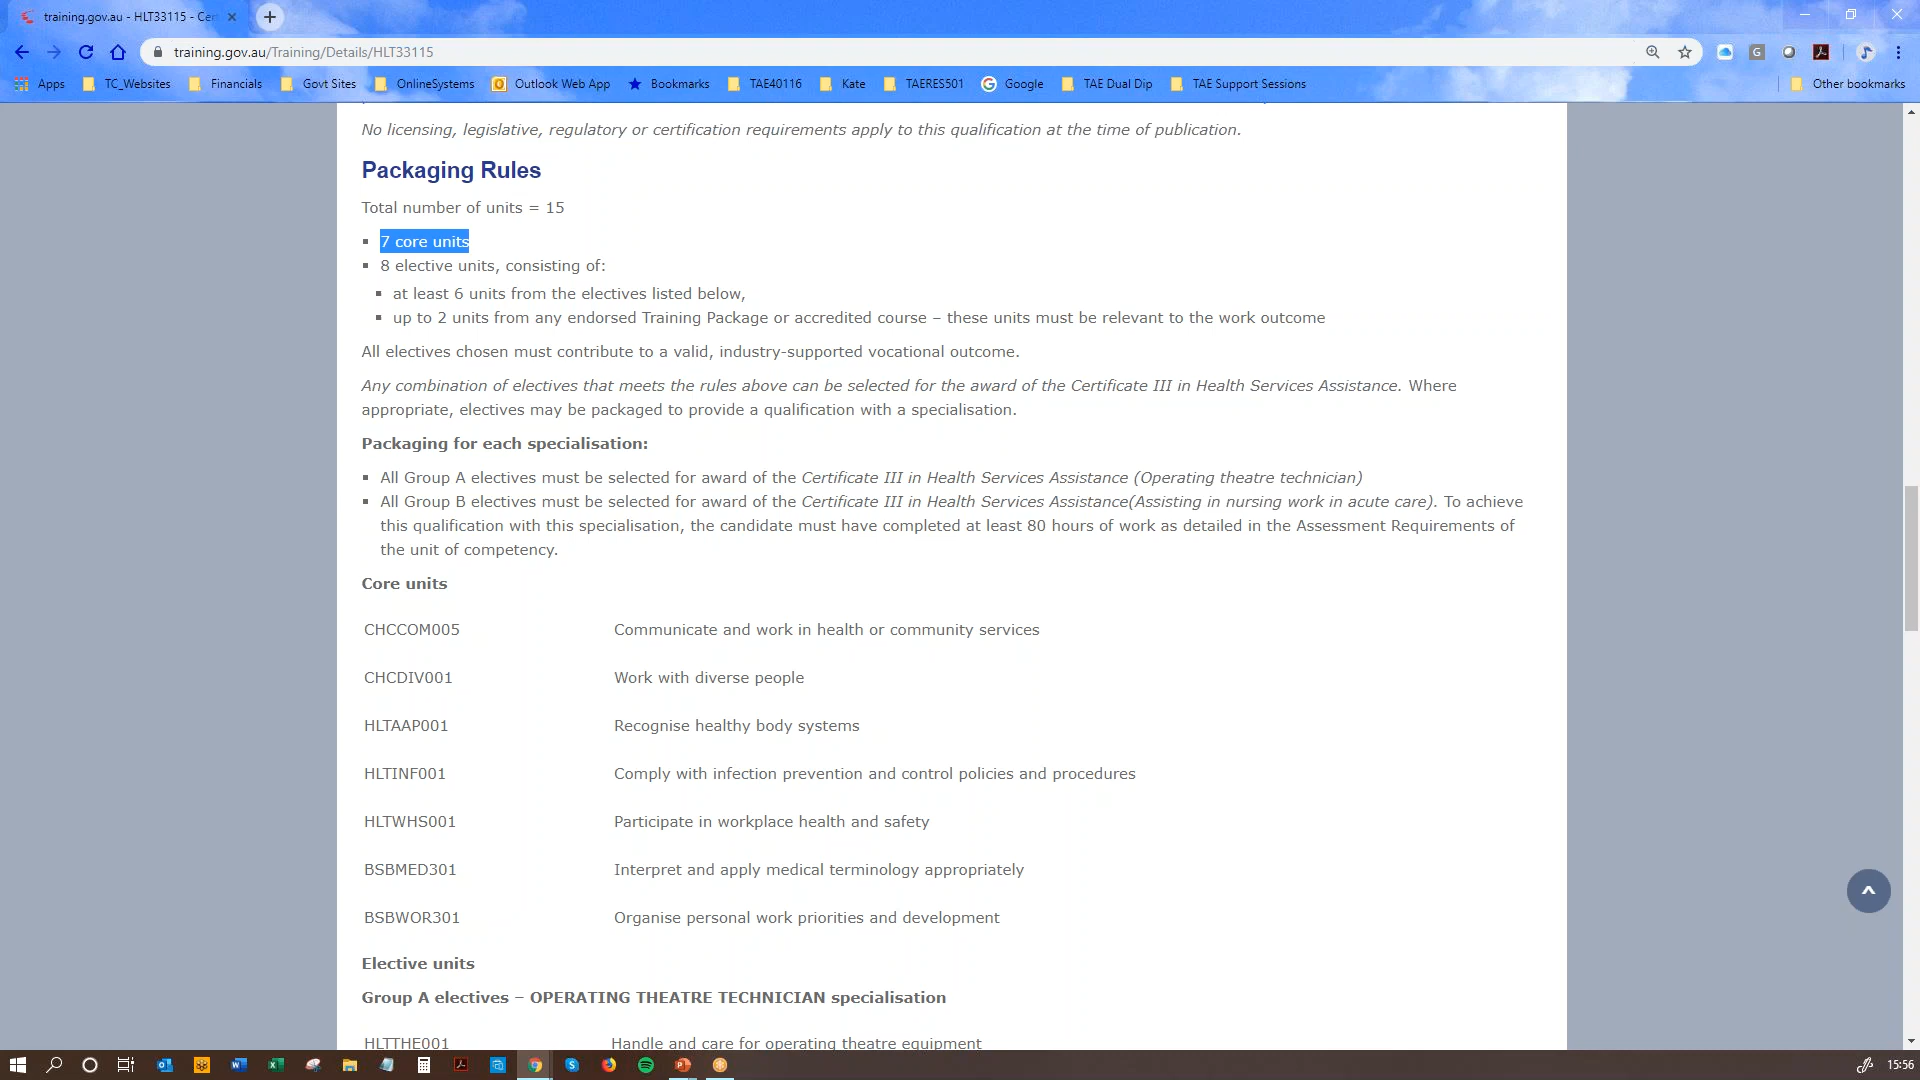 training.gov.au - HLT33115 - Cer
training.gov.au/Training/Details/HLT33115
Apps TC_Websites Financials Govt Sites OnlineSystems Outlook Web App Bookmarks TAE40116 Kate TAERES501 Google TAE Dual Dip TAE Support Sessions Other bookmarks
No licensing, legislative, regulatory or certification requirements apply to this qualification at the time of publication.
Packaging Rules
Total number of units = 15
7 core units
8 elective units, consisting of:
at least 6 units from the electives listed below,
up to 2 units from any endorsed Training Package or accredited course – these units must be relevant to the work outcome
All electives chosen must contribute to a valid, industry-supported vocational outcome.
Any combination of electives that meets the rules above can be selected for the award of the Certificate III in Health Services Assistance. Where
appropriate, electives may be packaged to provide a qualification with a specialisation.
Packaging for each specialisation:
All Group A electives must be selected for award of the Certificate III in Health Services Assistance (Operating theatre technician)
All Group B electives must be selected for award of the Certificate III in Health Services Assistance(Assisting in nursing work in acute care). To achieve
this qualification with this specialisation, the candidate must have completed at least 80 hours of work as detailed in the Assessment Requirements of
the unit of competency.
Core units
CHCCOM005 Communicate and work in health or community services
CHCDIV001 Work with diverse people
HLTAAP001 Recognise healthy body systems
HLTINF001 Comply with infection prevention and control policies and procedures
HLTWHS001 Participate in workplace health and safety
BSBMED301 Interpret and apply medical terminology appropriately
BSBWOR301 Organise personal work priorities and development
Elective units
Group A electives – OPERATING THEATRE TECHNICIAN specialisation
HLTTHE001 Handle and care for operating theatre equipment
15:56